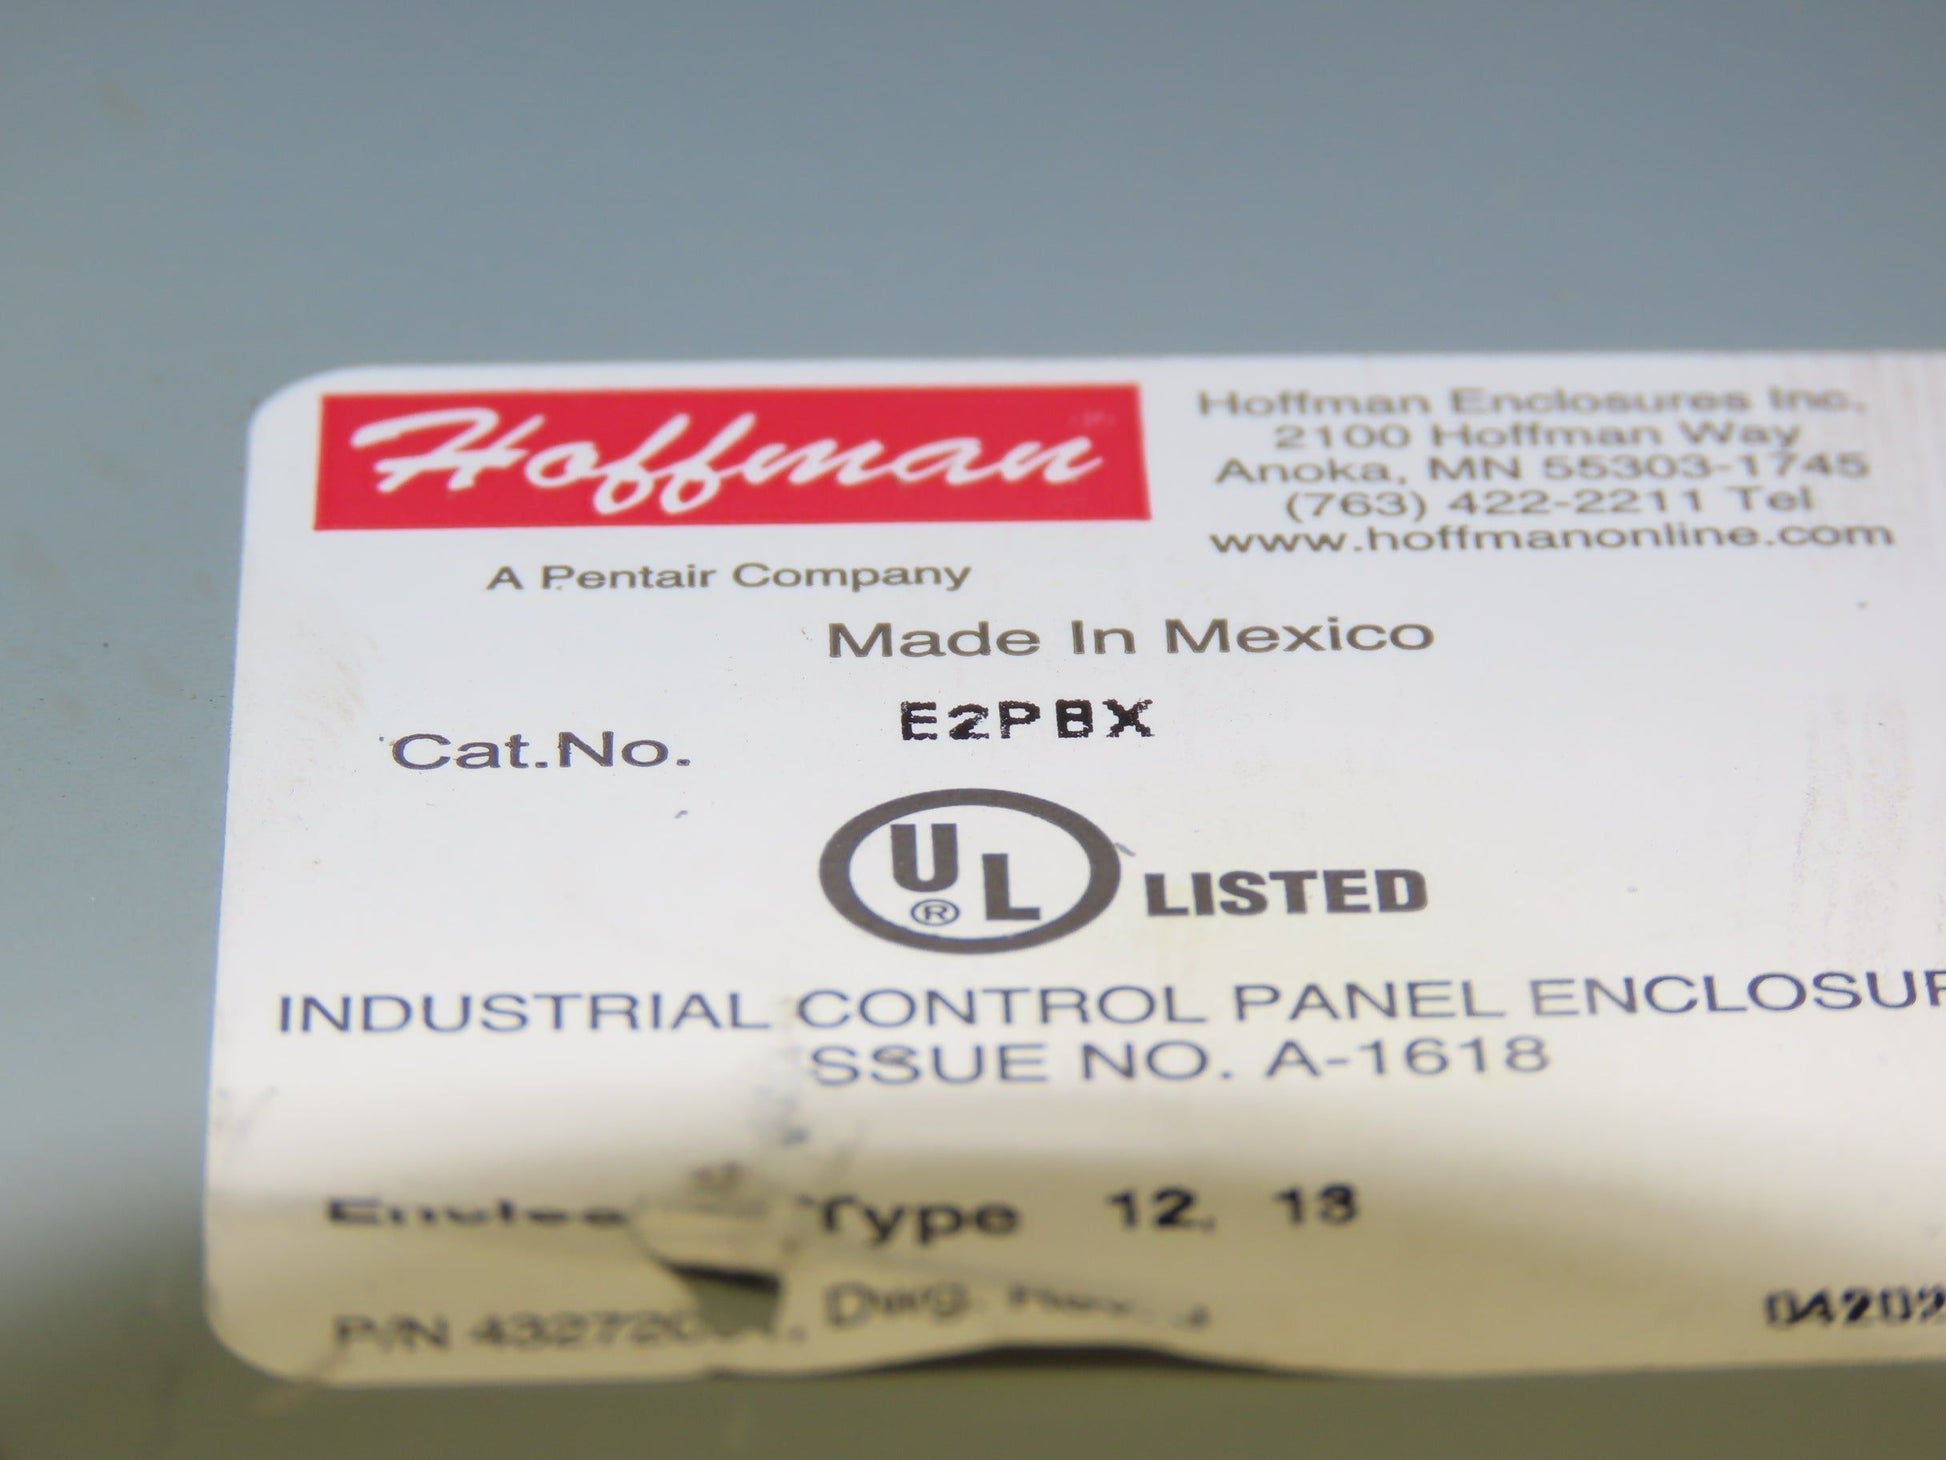 Hoffman
Hoffman Enclosures Inc.
2100 Hoffman Way
Anoka, MN 55303-1745
(763) 422-2211 Tel
www.hoffmanonline.com
A Pentair Company
Made In Mexico
Cat.No. E2PBX
UL ® LISTED
INDUSTRIAL CONTROL PANEL ENCLOSUR
SSUE NO. A-1618
Type 12, 13
P/N Dwg.
04202